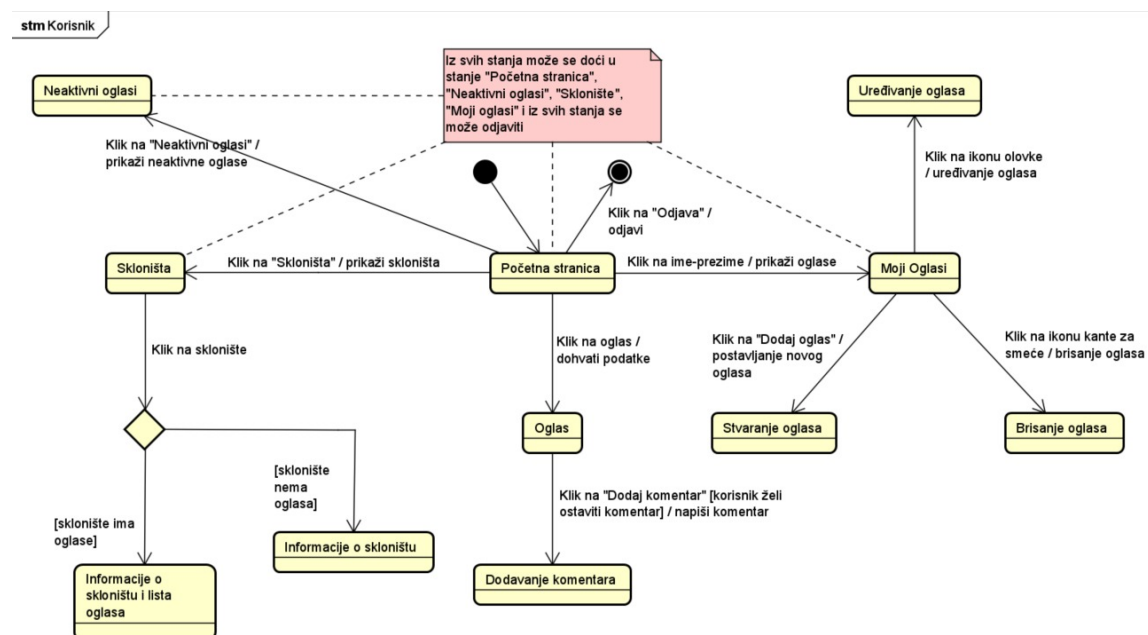 stm Korisnik
Iz svih stanja može se doći u
stanje "Početna stranica",
"Neaktivni oglasi", "Sklonište",
"Moji oglasi" i iz svih stanja se
može odjaviti
Neaktivni oglasi
Uređivanje oglasa
Klik na "Neaktivni oglasi" /
prikaži neaktivne oglase
Klik na ikonu olovke
/ uređivanje oglasa
Klik na "Odjava" /
odjavi
Skloništa
Klik na "Skloništa" / prikaži skloništa
Početna stranica
Klik na ime-prezime / prikaži oglase
Moji Oglasi
Klik na sklonište
Klik na oglas /
dohvati podatke
Klik na "Dodaj oglas" /
postavljanje novog
oglasa
Klik na ikonu kante za
smeće / brisanje oglasa
Oglas
Stvaranje oglasa
Brisanje oglasa
[sklonište
nema
oglasa]
Klik na "Dodaj komentar" [korisnik želi
ostaviti komentar] / napiši komentar
[sklonište ima
oglase]
Informacije o skloništu
Informacije o
skloništu i lista
oglasa
Dodavanje komentara